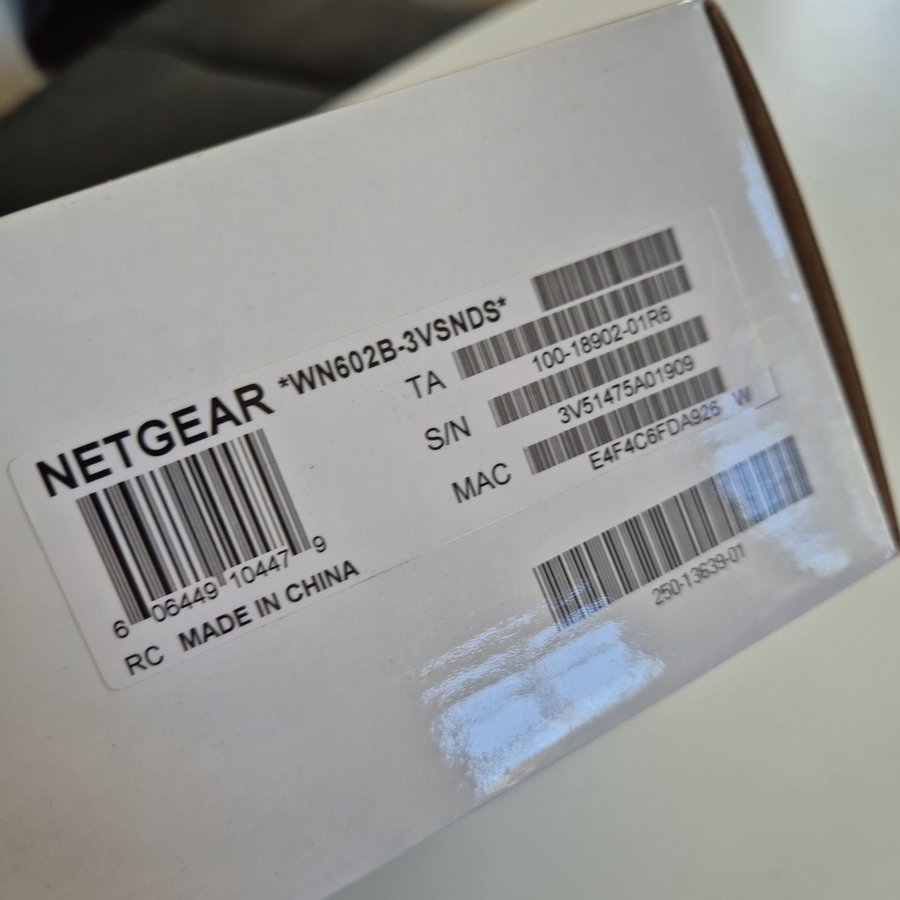 NETGEAR *WN602B-3VSNDS*
TA 100-18902-01R6
S/N 3V51475A01909
MAC E4F4C6FDA926 W
6 06449 10447 9
RC MADE IN CHINA
250-13639-01